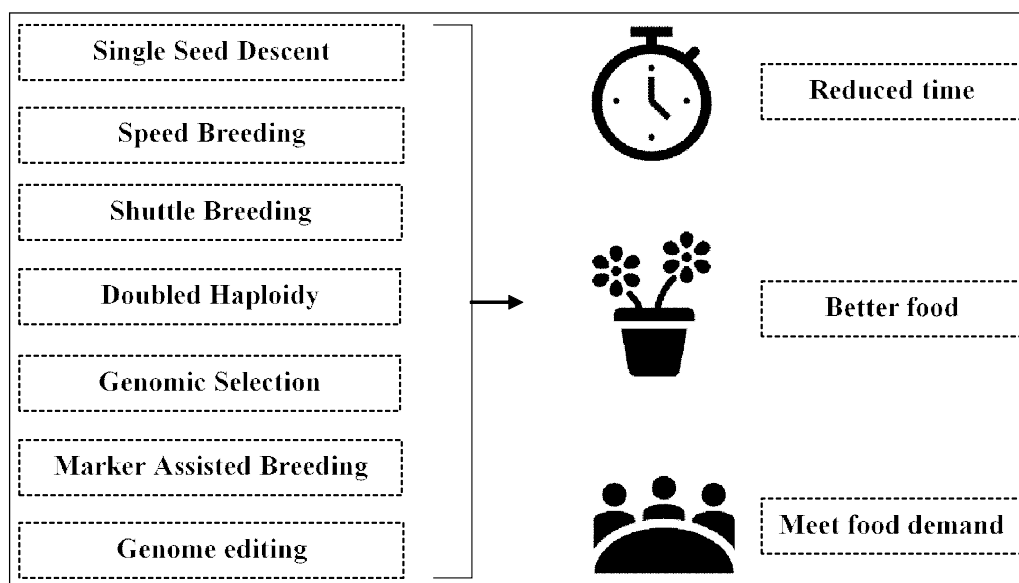 Single Seed Descent
Speed Breeding
Shuttle Breeding
Doubled Haploidy
Genomic Selection
Marker Assisted Breeding
Genome editing
Reduced time
Better food
Meet food demand